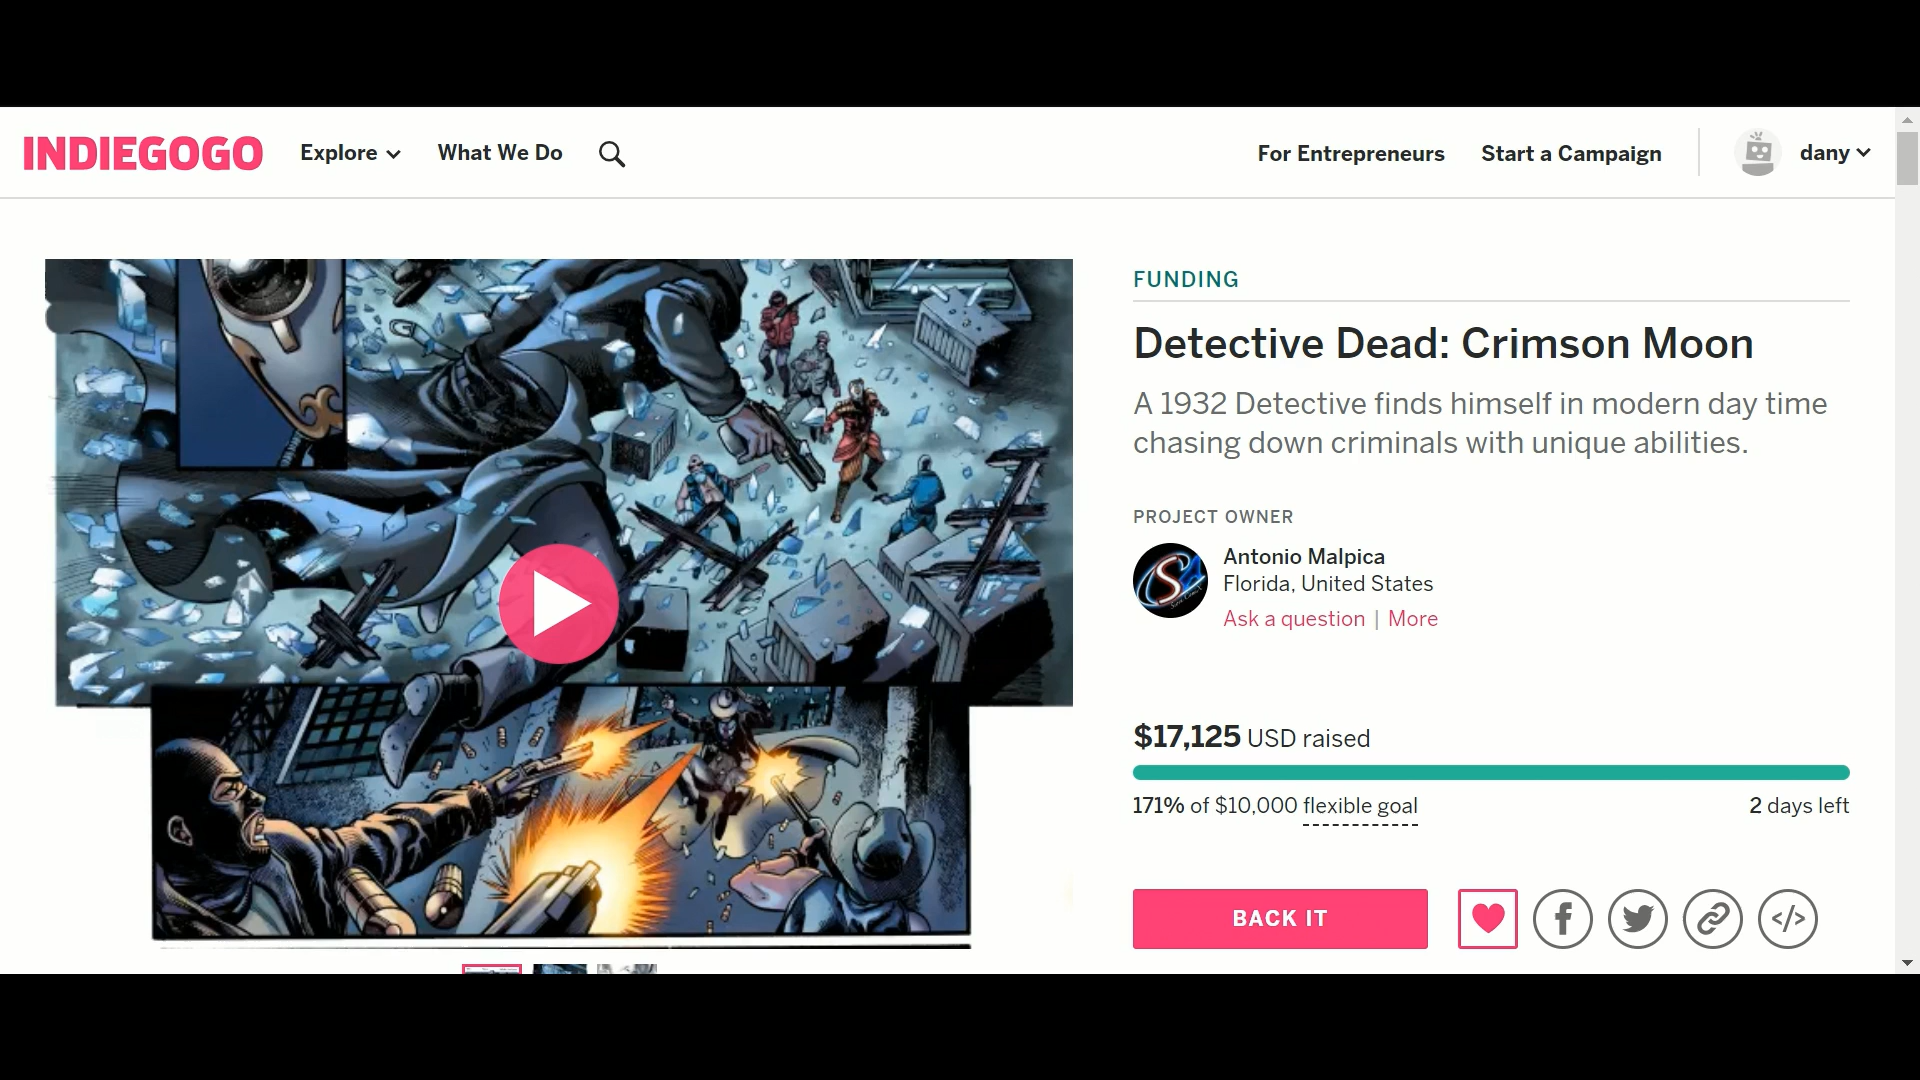 INDIEGOGO
Explore
What We Do
For Entrepreneurs
Start a Campaign
dany
FUNDING
Detective Dead: Crimson Moon
A 1932 Detective finds himself in modern day time
chasing down criminals with unique abilities.
PROJECT OWNER
Antonio Malpica
Florida, United States
Ask a question | More
$17,125 USD raised
171% of $10,000 flexible goal
2 days left
BACK IT